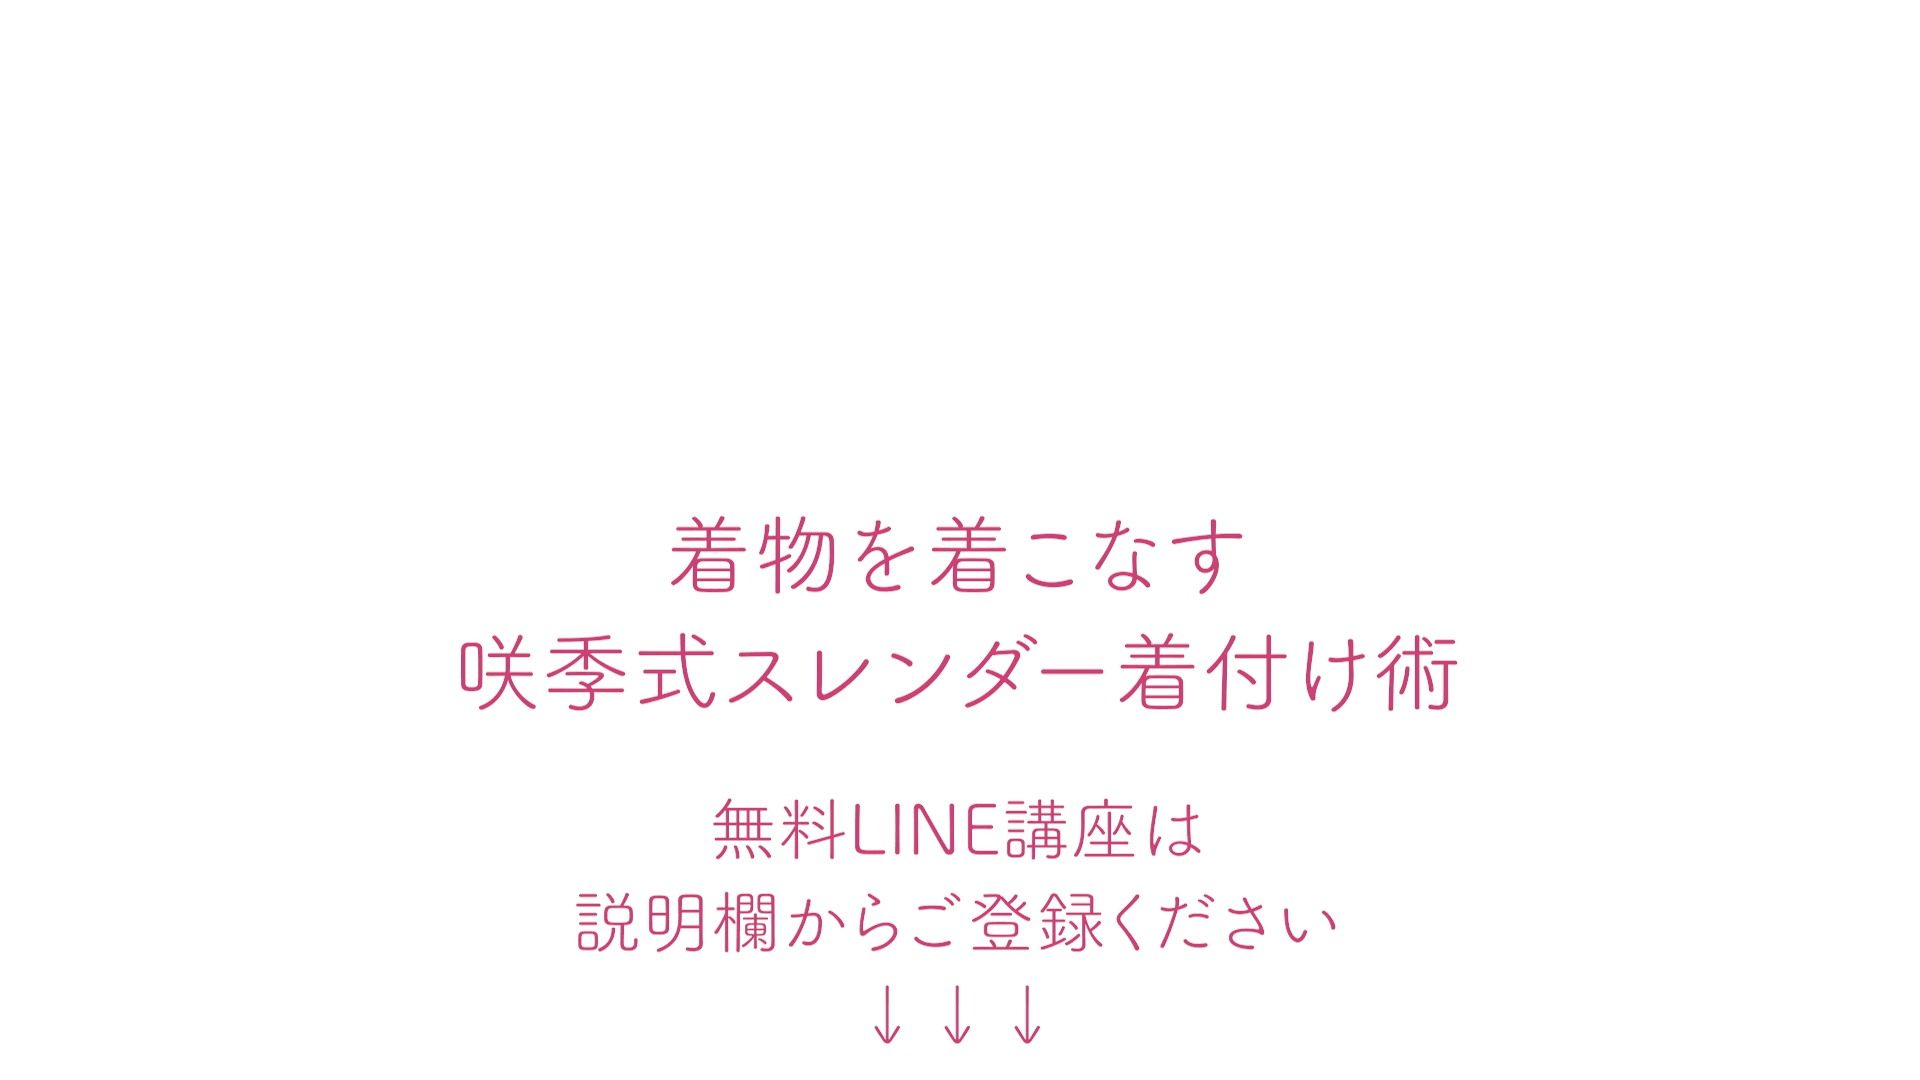 着物を着こなす
咲季式スレンダー着付け術
無料LINE講座は
説明欄からご登録ください
↓ ↓ ↓